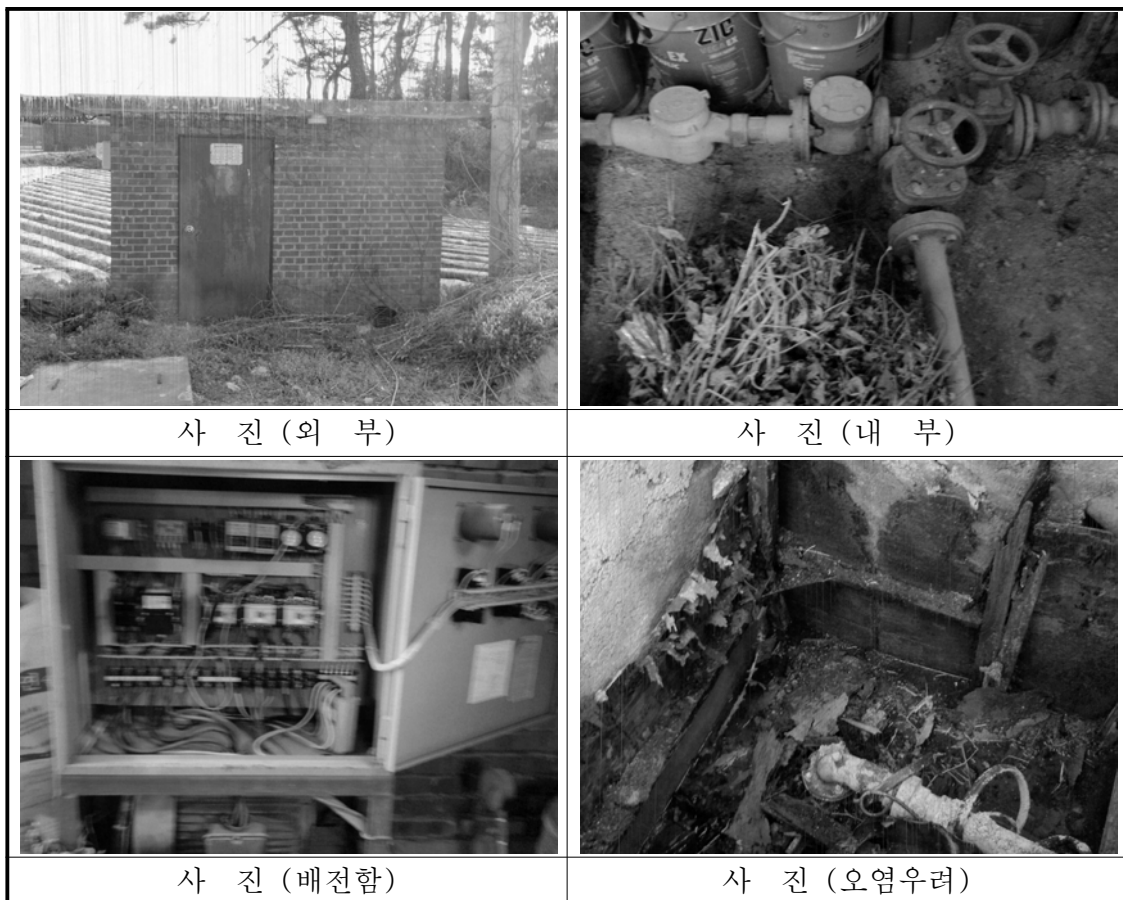 ZIC
ZIC
EX
사 진 (외 부)
사 진 (내 부)
사 진 (배전함)
사 진 (오염우려)